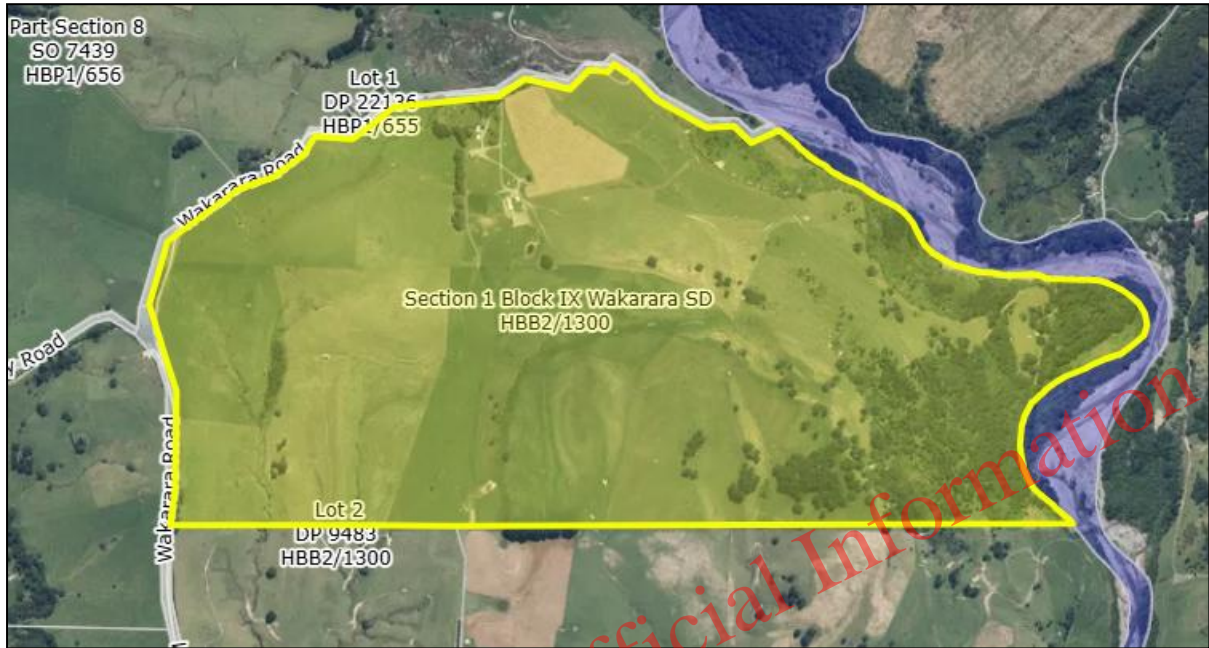 Part Section 8
SO 7439
HBP1/656
Lot 1
DP 22136
HBP1/655
Wakarara Road
Section 1 Block IX Wakarara SD
HBB2/1300
y Road
Wakarara Road
Lot 2
DP 9483
HBB2/1300
fficial Information